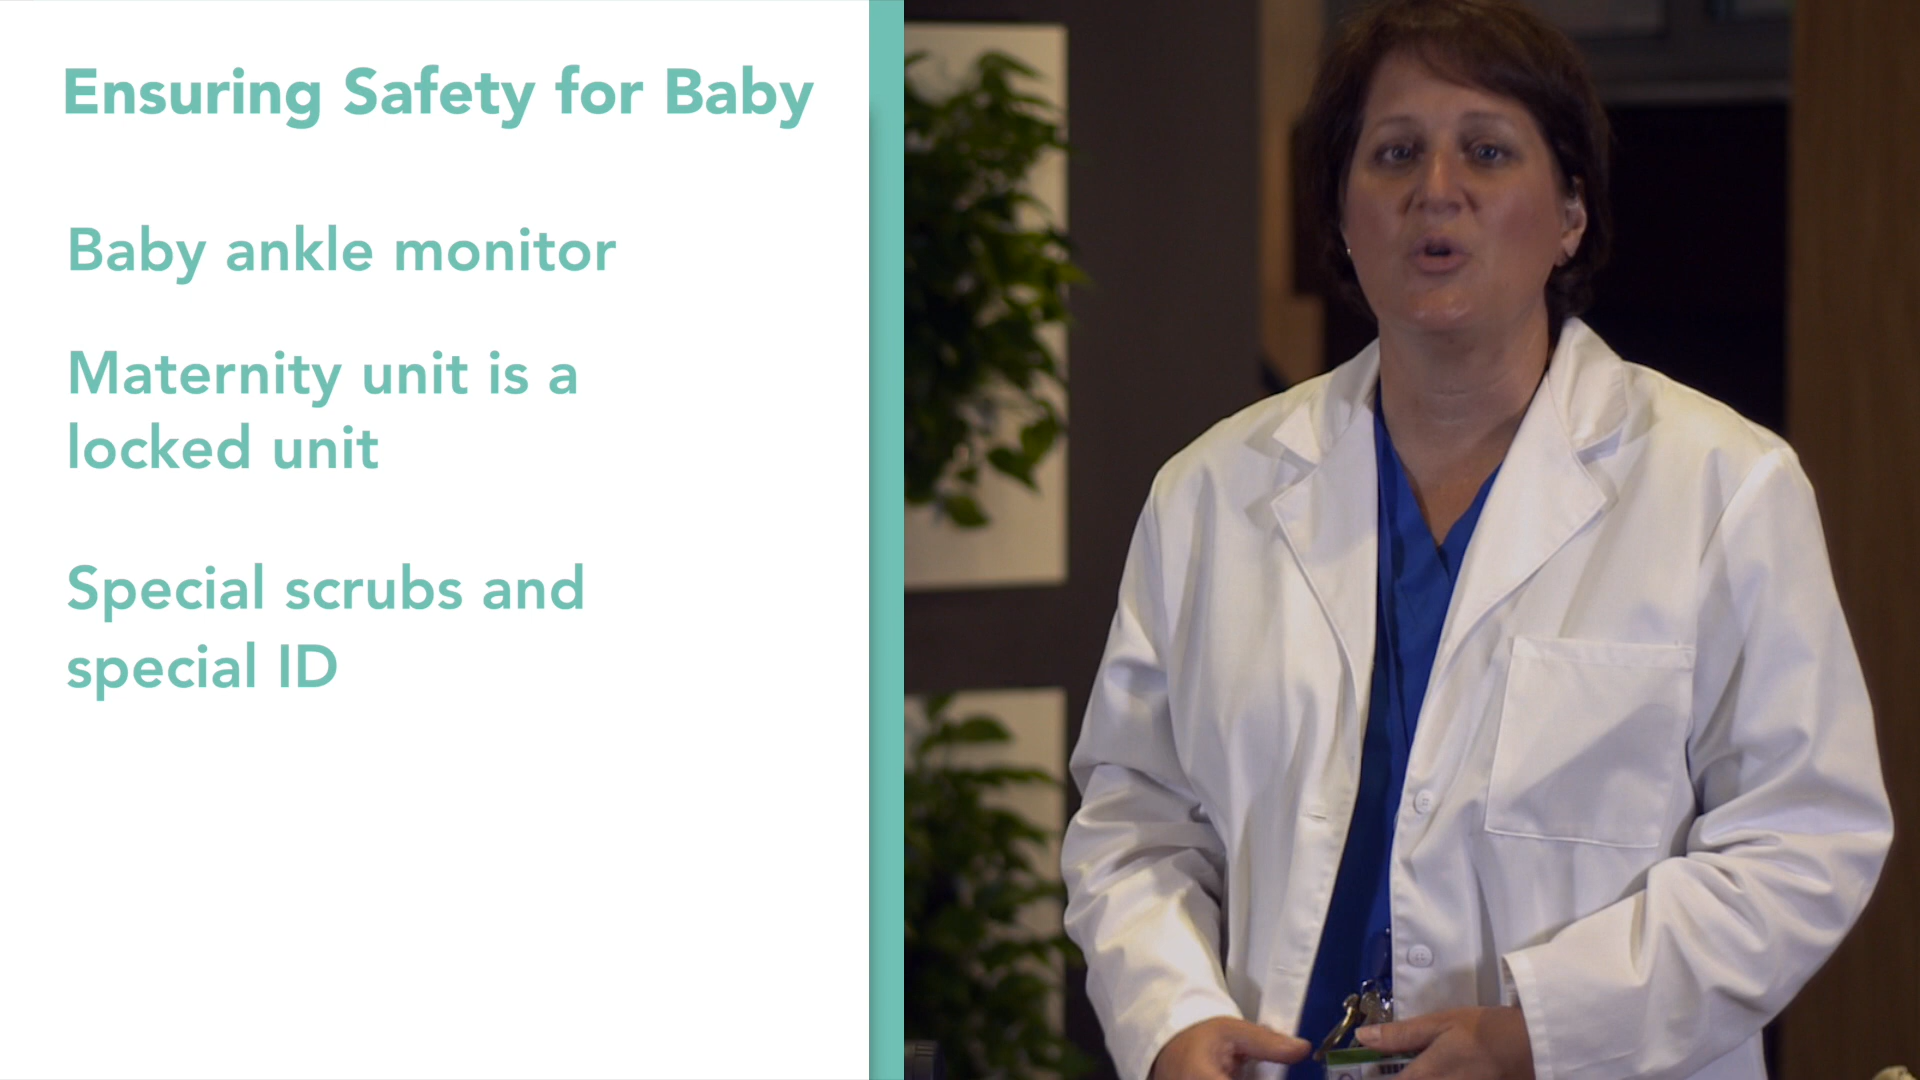 Ensuring Safety for Baby
Baby ankle monitor
Maternity unit is a
locked unit
Special scrubs and
special ID